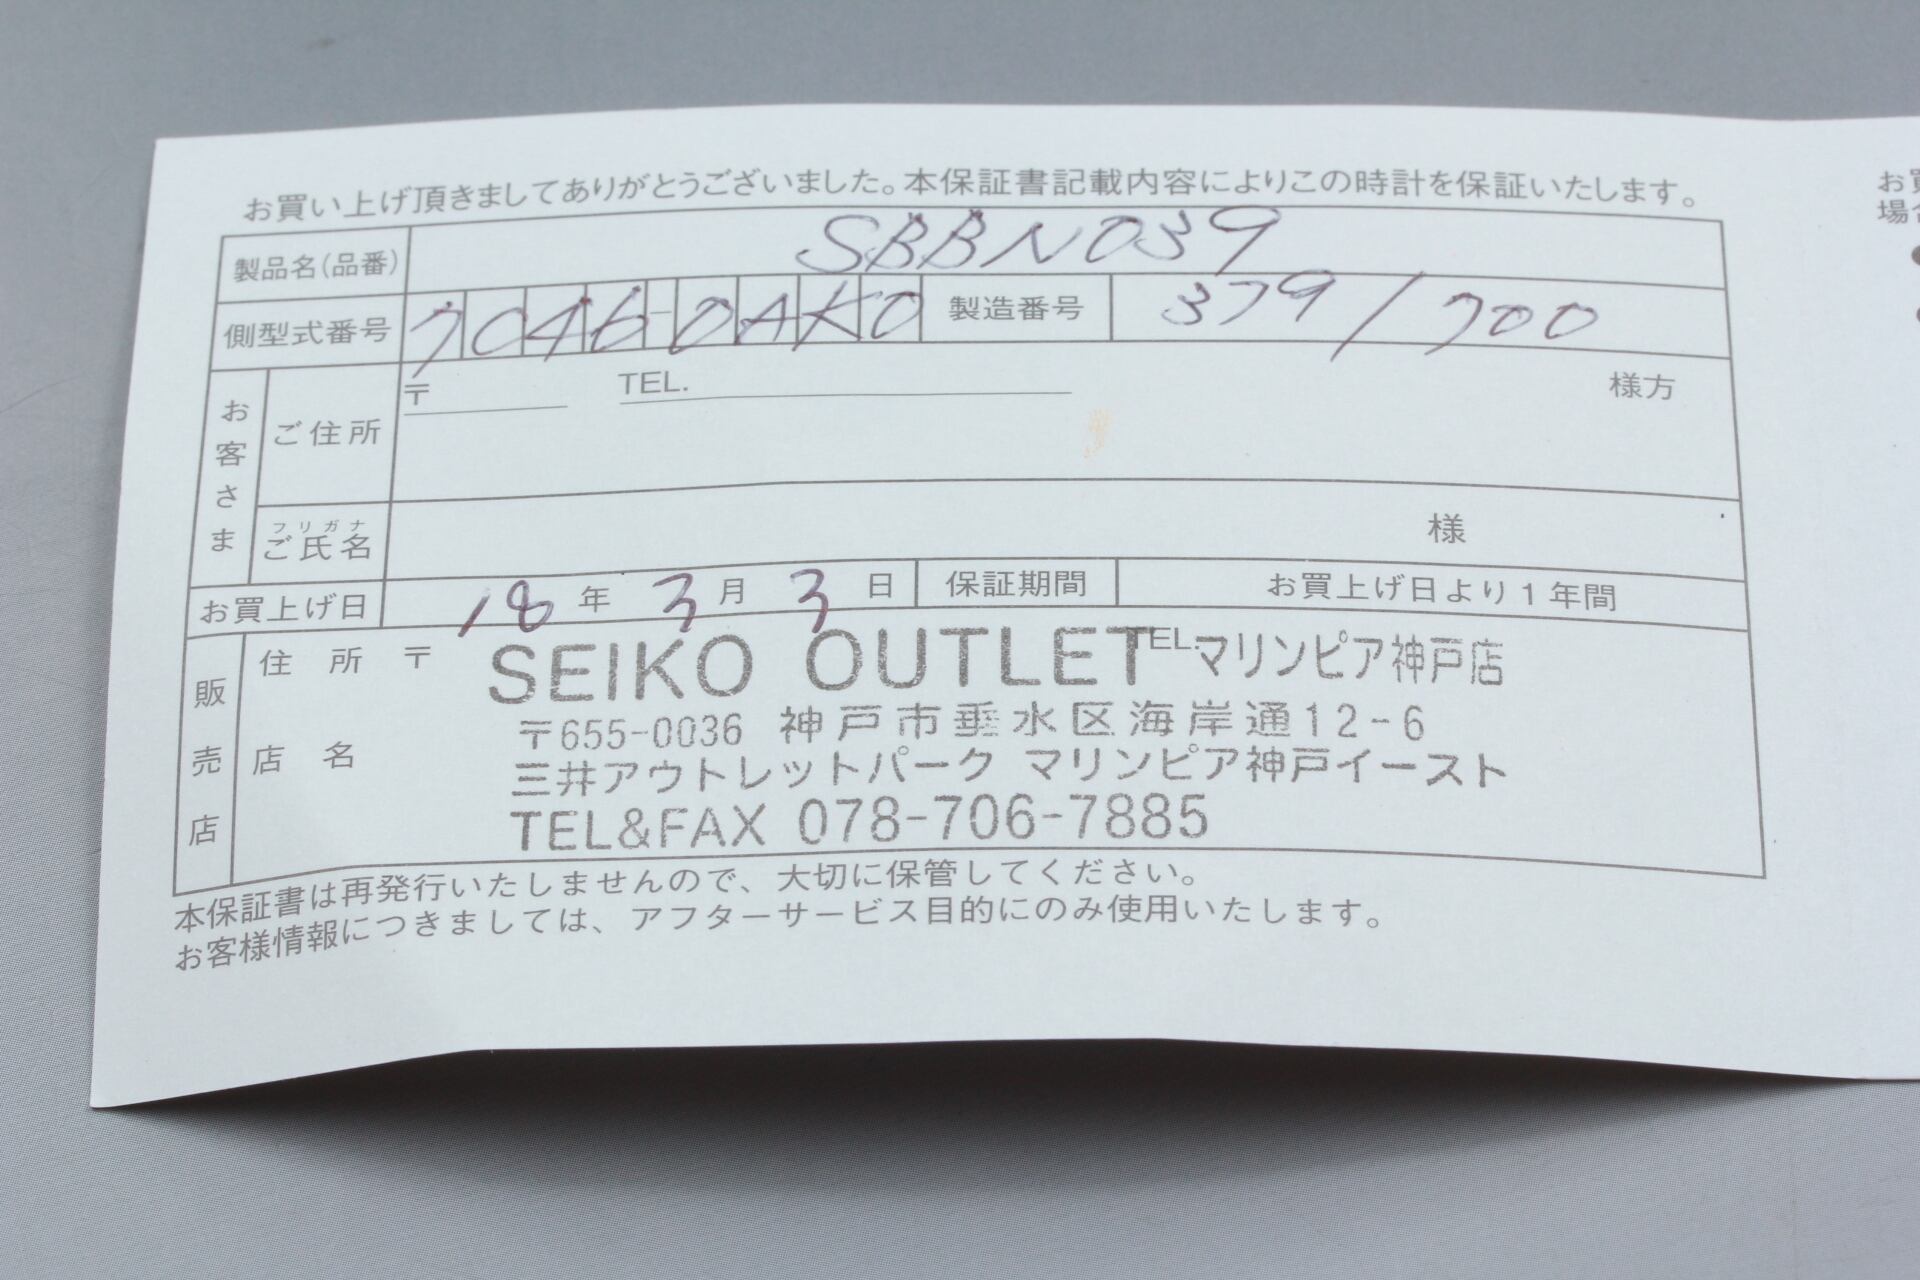 お買い上げ頂きましてありがとうございました。本保証書記載内容によりこの時計を保証いたします。
製品名(品番) SBBN039
側型式番号 7C46-0AK0 製造番号 379/700
お客さま
ご住所 〒 TEL. 様方
フリガナ
ご氏名 様
お買上げ日 18年 3月 3日 保証期間 お買上げ日より1年間
販売店
住所 〒 TEL.
SEIKO OUTLET マリンピア神戸店
〒655-0036 神戸市垂水区海岸通12-6
店名
三井アウトレットパーク マリンピア神戸イースト
TEL&FAX 078-706-7885
本保証書は再発行いたしませんので、大切に保管してください。
お客様情報につきましては、アフターサービス目的にのみ使用いたします。
お買
場合